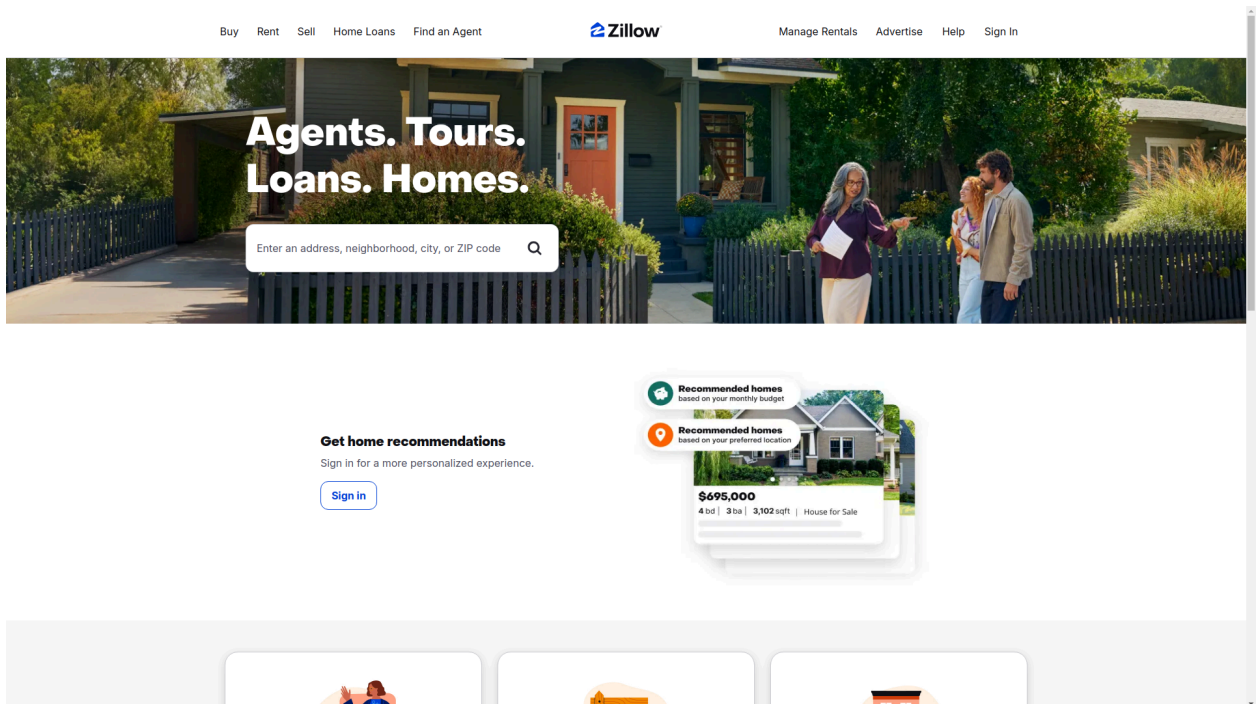 Buy Rent Sell Home Loans Find an Agent Zillow Manage Rentals Advertise Help Sign In
Agents. Tours.
Loans. Homes.
Enter an address, neighborhood, city, or ZIP code
Get home recommendations
Sign in for a more personalized experience.
Sign in
Recommended homes
based on your monthly budget
Recommended homes
based on your preferred location
$695,000
4 bd | 3 ba | 3,102 sqft | House for Sale